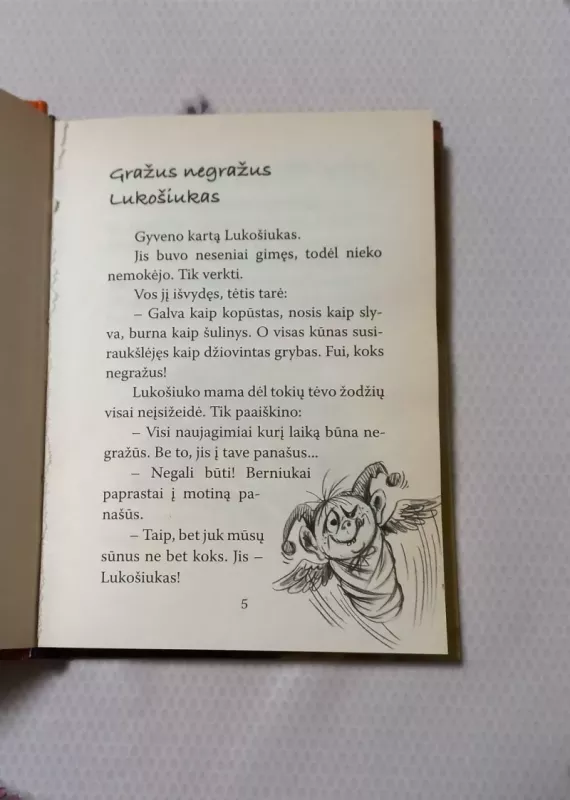 Gražus negražus
Lukošiukas
Gyveno kartą Lukošiukas.
Jis buvo neseniai gimęs, todėl nieko
nemokėjo. Tik verkti.
Vos jį išvydęs, tėtis tarė:
– Galva kaip kopūstas, nosis kaip sly-
va, burna kaip šulinys. O visas kūnas susi-
raukšlėjęs kaip džiovintas grybas. Fui, koks
negražus!
Lukošiuko mama dėl tokių tėvo žodžių
visai neįsižeidė. Tik paaiškino:
– Visi naujagimiai kurį laiką būna ne-
gražūs. Be to, jis į tave panašus...
– Negali būti! Berniukai
paprastai į motiną pa-
našūs.
– Taip, bet juk mūsų
sūnus ne bet koks. Jis –
Lukošiukas!
5